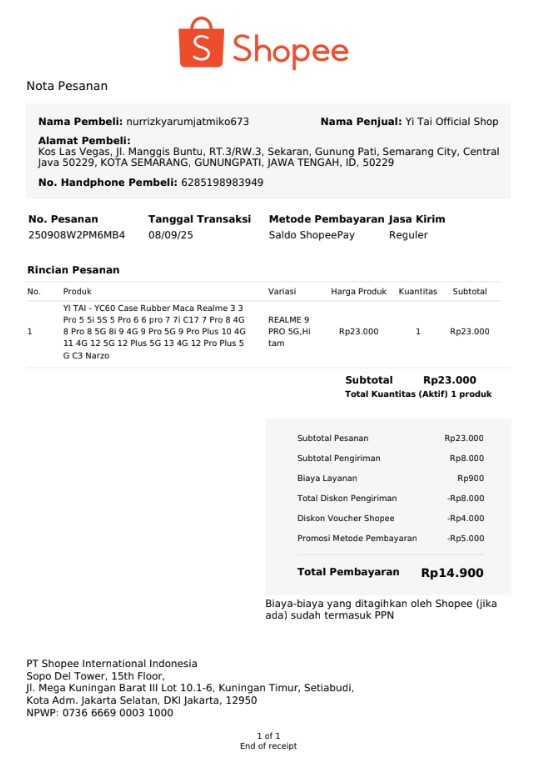 Shopee
Nota Pesanan
Nama Pembeli: nurrizkyarumjatmiko673 Nama Penjual: Yi Tai Official Shop
Alamat Pembeli:
Kos Las Vegas, Jl. Manggis Buntu, RT.3/RW.3, Sekaran, Gunung Pati, Semarang City, Central
Java 50229, KOTA SEMARANG, GUNUNGPATI, JAWA TENGAH, ID, 50229
No. Handphone Pembeli: 6285198983949
No. Pesanan Tanggal Transaksi Metode Pembayaran Jasa Kirim
250908W2PM6MB4 08/09/25 Saldo ShopeePay Reguler
Rincian Pesanan
No. Produk Variasi Harga Produk Kuantitas Subtotal
YI TAI - YC60 Case Rubber Maca Realme 3 3
Pro 5 5i 5S 5 Pro 6 6 pro 7 7i C17 7 Pro 8 4G REALME 9
1 8 Pro 8 5G 8i 9 4G 9 Pro 5G 9 Pro Plus 10 4G PRO 5G,Hi Rp23.000 1 Rp23.000
11 4G 12 5G 12 Plus 5G 13 4G 12 Pro Plus 5 tam
G C3 Narzo
Subtotal Rp23.000
Total Kuantitas (Aktif) 1 produk
Subtotal Pesanan Rp23.000
Subtotal Pengiriman Rp8.000
Biaya Layanan Rp900
Total Diskon Pengiriman -Rp8.000
Diskon Voucher Shopee -Rp4.000
Promosi Metode Pembayaran -Rp5.000
Total Pembayaran Rp14.900
Biaya-biaya yang ditagihkan oleh Shopee (jika
ada) sudah termasuk PPN
PT Shopee International Indonesia
Sopo Del Tower, 15th Floor,
Jl. Mega Kuningan Barat III Lot 10.1-6, Kuningan Timur, Setiabudi,
Kota Adm. Jakarta Selatan, DKI Jakarta, 12950
NPWP: 0736 6669 0003 1000
1 of 1
End of receipt